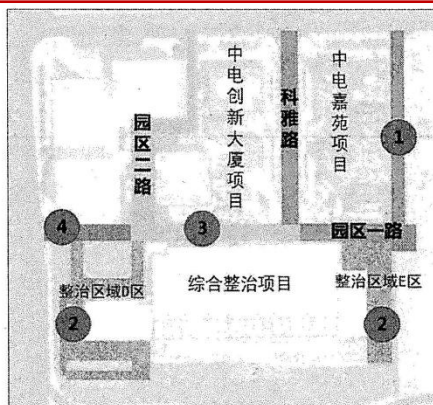 中电创新大厦项目
科雅路
中电嘉苑项目
园区二路
1
4
3
园区一路
整治区域D区
综合整治项目
整治区域E区
2
2